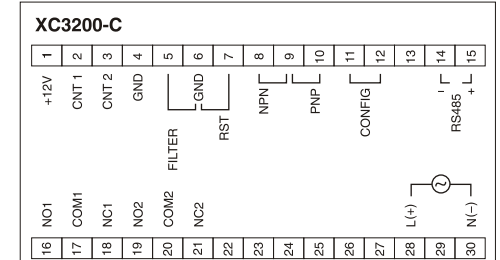 XC3200-C
1 2 3 4 5 6 7 8 9 10 11 12 13 14 15
+12V CNT 1 CNT 2 GND FILTER GND RST NPN PNP CONFIG - RS485 +
NO1 COM1 NC1 NO2 COM2 NC2 L(+) N(−)
16 17 18 19 20 21 22 23 24 25 26 27 28 29 30